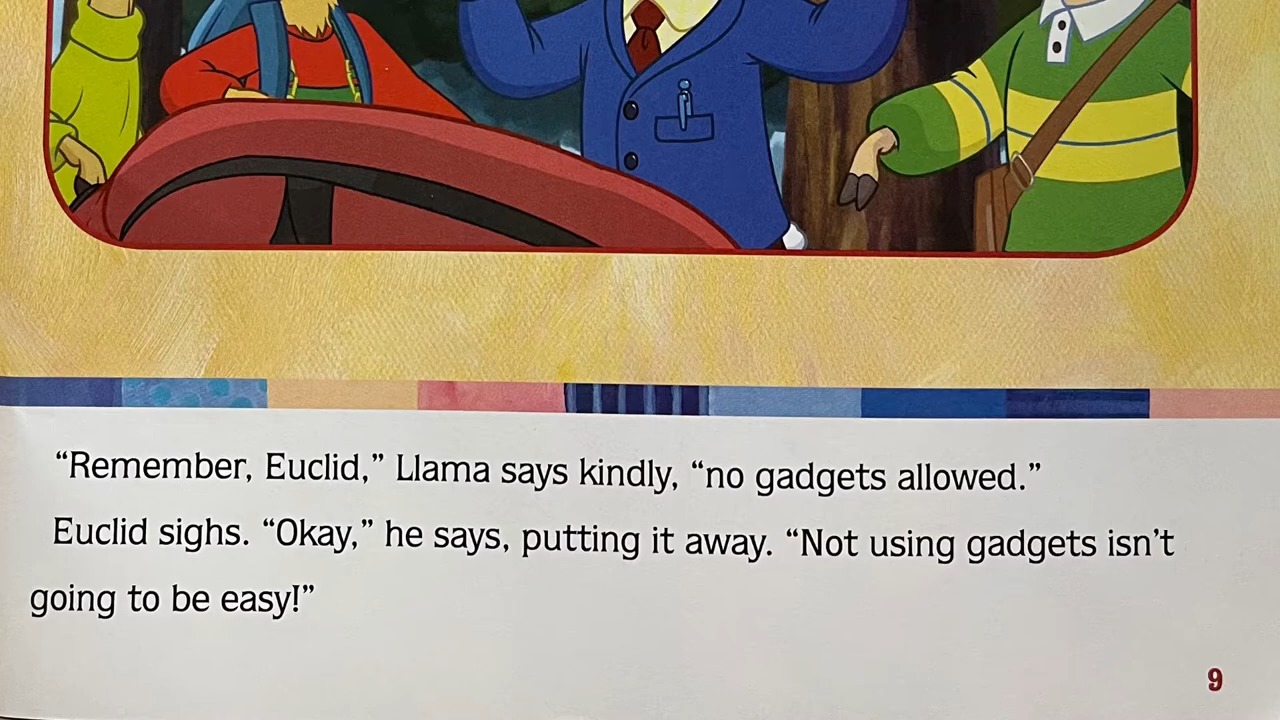 “Remember, Euclid,” Llama says kindly, “no gadgets allowed.”
Euclid sighs. “Okay,” he says, putting it away. “Not using gadgets isn’t
going to be easy!”
9